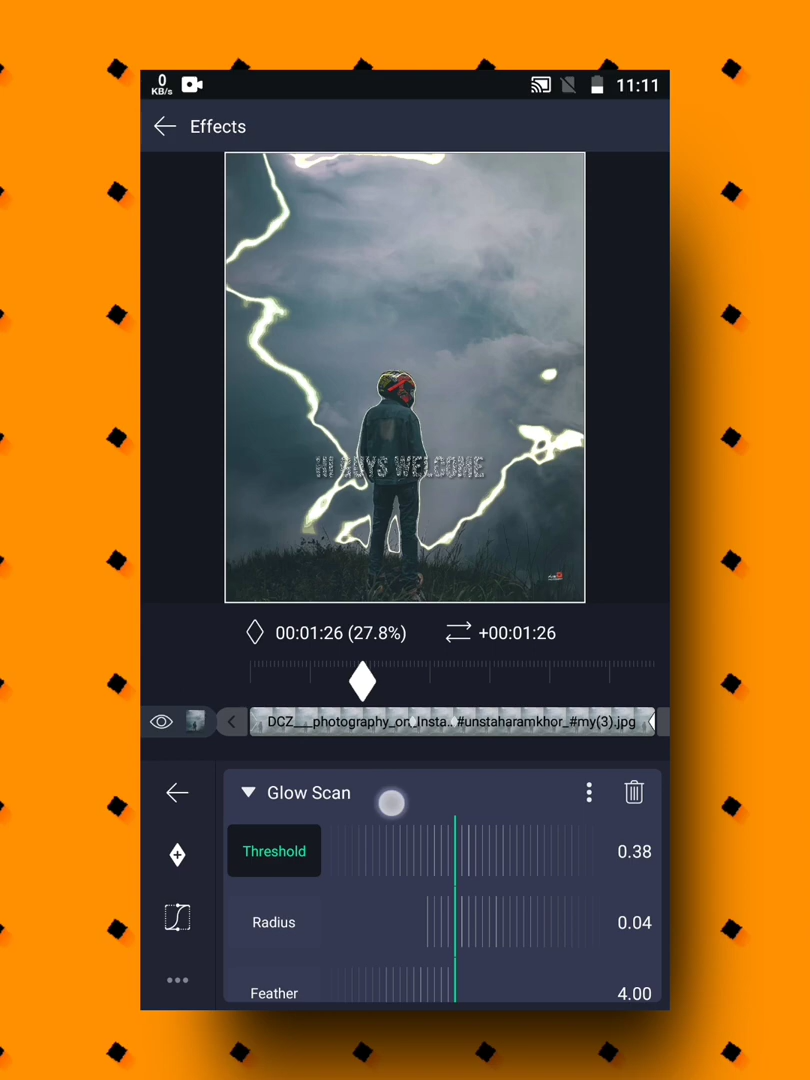 0
KB/s
11:11
Effects
HI GUYS WELCOME
00:01:26 (27.8%)
+00:01:26
DCZ___photography_on_Insta.. #unstaharamkhor_#my(3).jpg
Glow Scan
Threshold
0.38
Radius
0.04
Feather
4.00